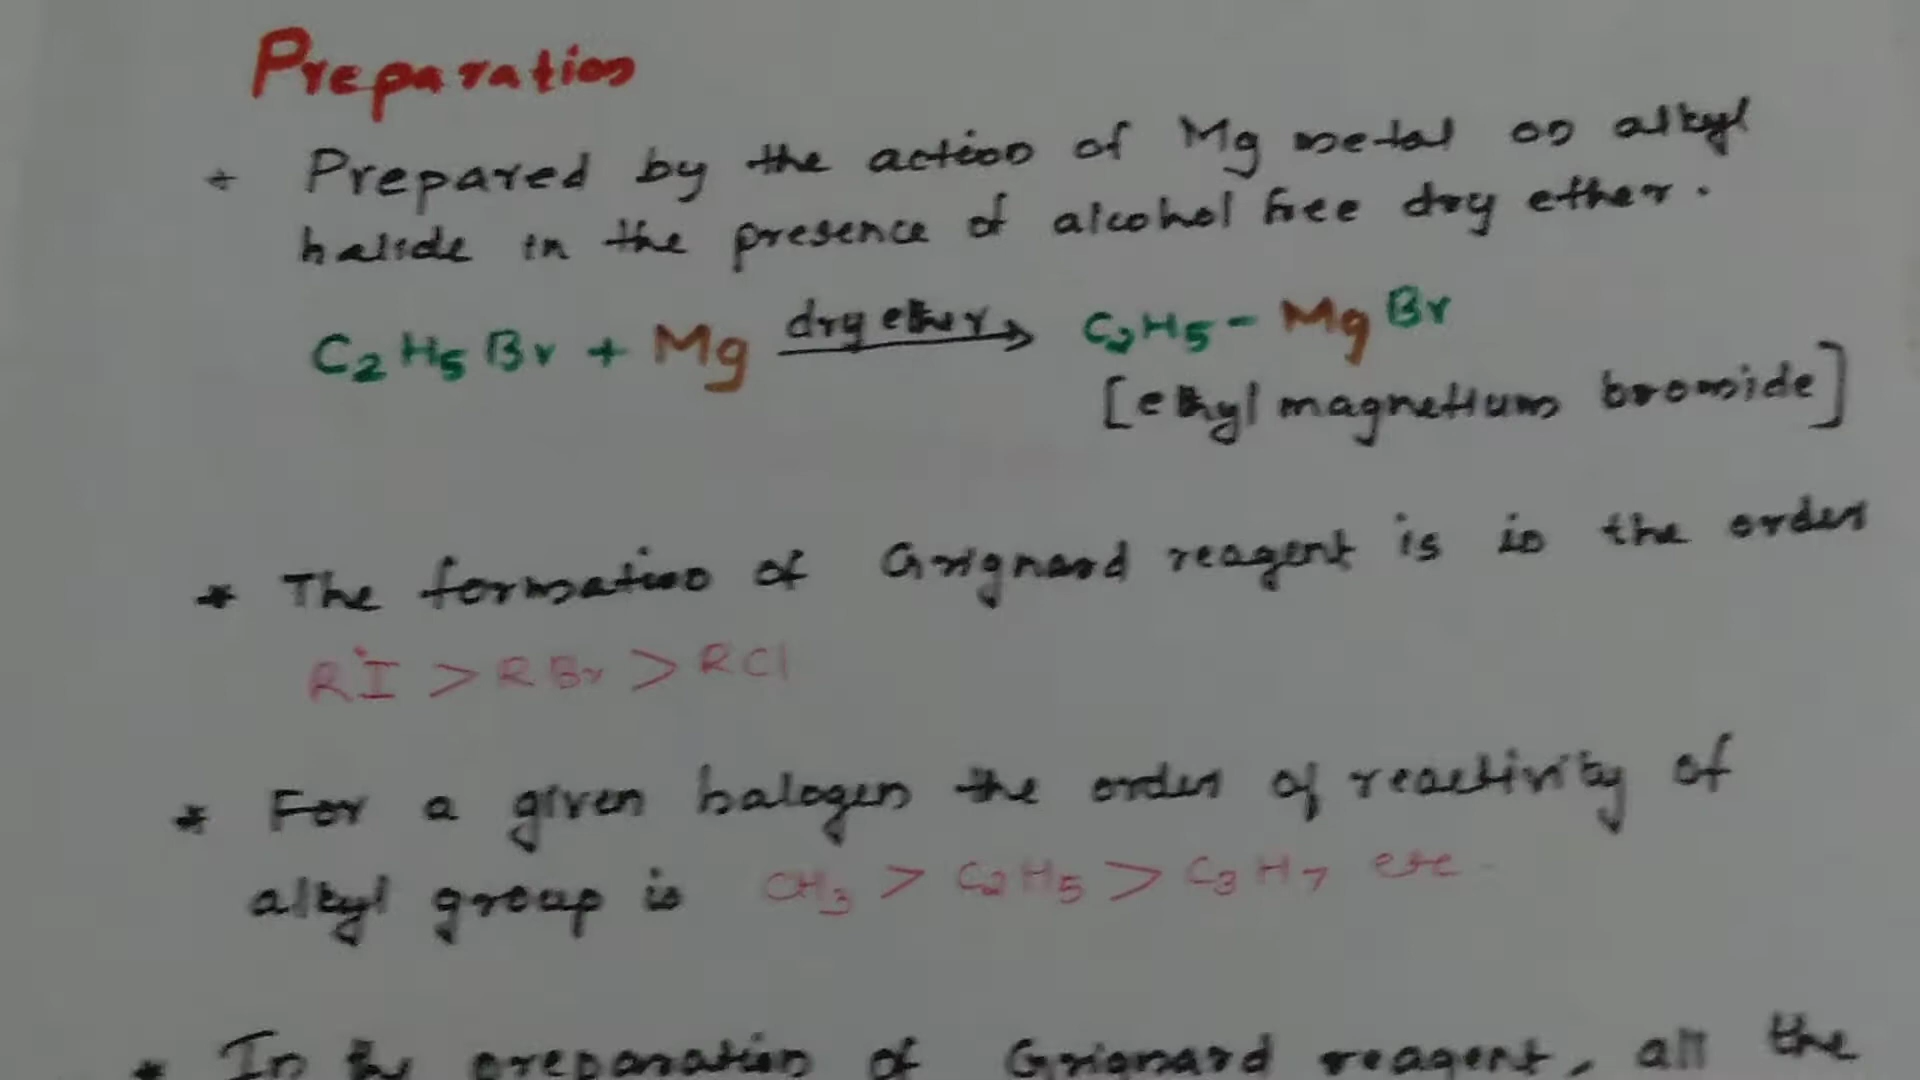 Preparation
* Prepared by the action of Mg metal on alkyl
halide in the presence of alcohol free dry ether.
C2H5Br + Mg dry ether → C2H5 - MgBr
[ethyl magnetium bromide]
* The formation of Grignard reagent is in the order
RI > RBr > RCl
* For a given halogen the order of reactivity of
alkyl group is CH3 > C2H5 > C3H7 etc.
* In the preparation of Grignard reagent, all the